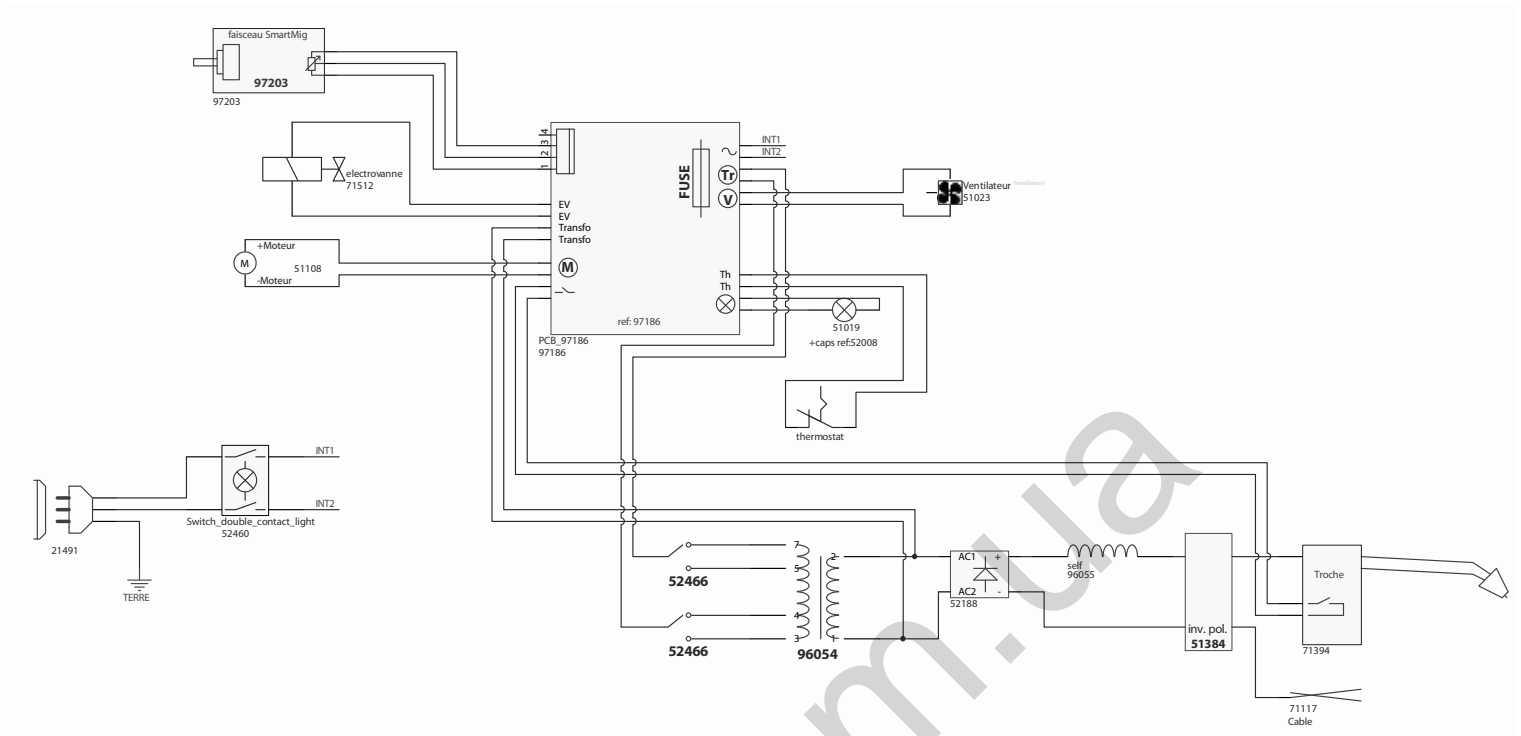 faisceau SmartMig
97203
97203
electrovanne
71512
+Moteur
M
51108
-Moteur
4
3
2
1
EV
EV
Transfo
Transfo
M
FUSE
Tr
V
INT1
INT2
Th
Th
ref: 97186
PCB_97186
97186
Ventilateur
51023
51019
+caps ref:52008
thermostat
INT1
INT2
Switch_double_contact_light
52460
21491
TERRE
52466
52466
7
5
4
3
2
1
96054
AC1 +
AC2 -
52188
self
96055
inv. pol.
51384
Troche
71394
71117
Cable
m.ua